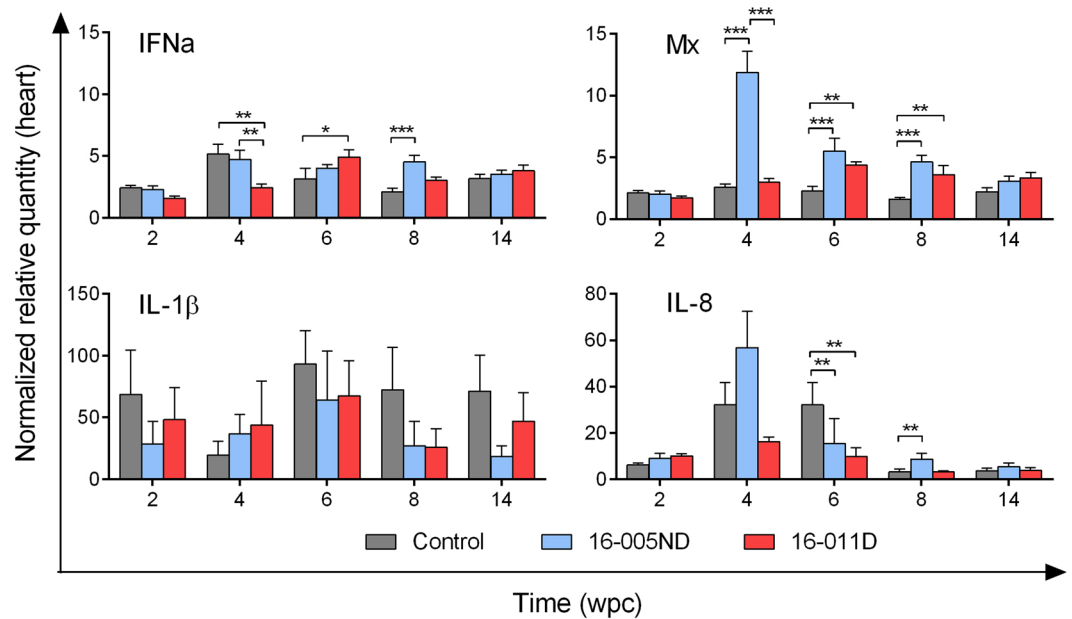 Normalized relative quantity (heart)
IFNa
15
10
5
0
**
**
*
***
2 4 6 8 14
Mx
15
10
5
0
***
***
**
***
**
***
2 4 6 8 14
IL-1β
150
100
50
0
2 4 6 8 14
IL-8
80
60
40
20
0
**
**
**
2 4 6 8 14
Control 16-005ND 16-011D
Time (wpc)